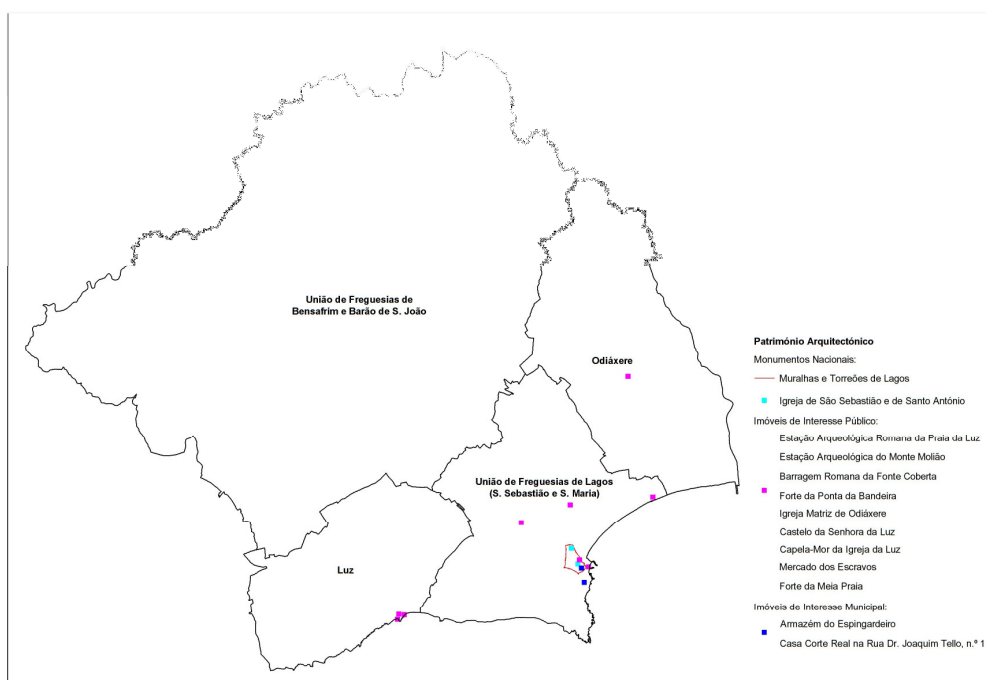 União de Freguesias de
Bensafrim e Barão de S. João
Odiáxere
União de Freguesias de Lagos
(S. Sebastião e S. Maria)
Luz
Património Arquitectónico
Monumentos Nacionais:
Muralhas e Torreões de Lagos
Igreja de São Sebastião e de Santo António
Imóveis de Interesse Público:
Estação Arqueológica Romana da Praia da Luz
Estação Arqueológica do Monte Molião
Barragem Romana da Fonte Coberta
Forte da Ponta da Bandeira
Igreja Matriz de Odiáxere
Castelo da Senhora da Luz
Capela-Mor da Igreja da Luz
Mercado dos Escravos
Forte da Meia Praia
Imóveis de Interesse Municipal:
Armazém do Espingardeiro
Casa Corte Real na Rua Dr. Joaquim Tello, n.º 1